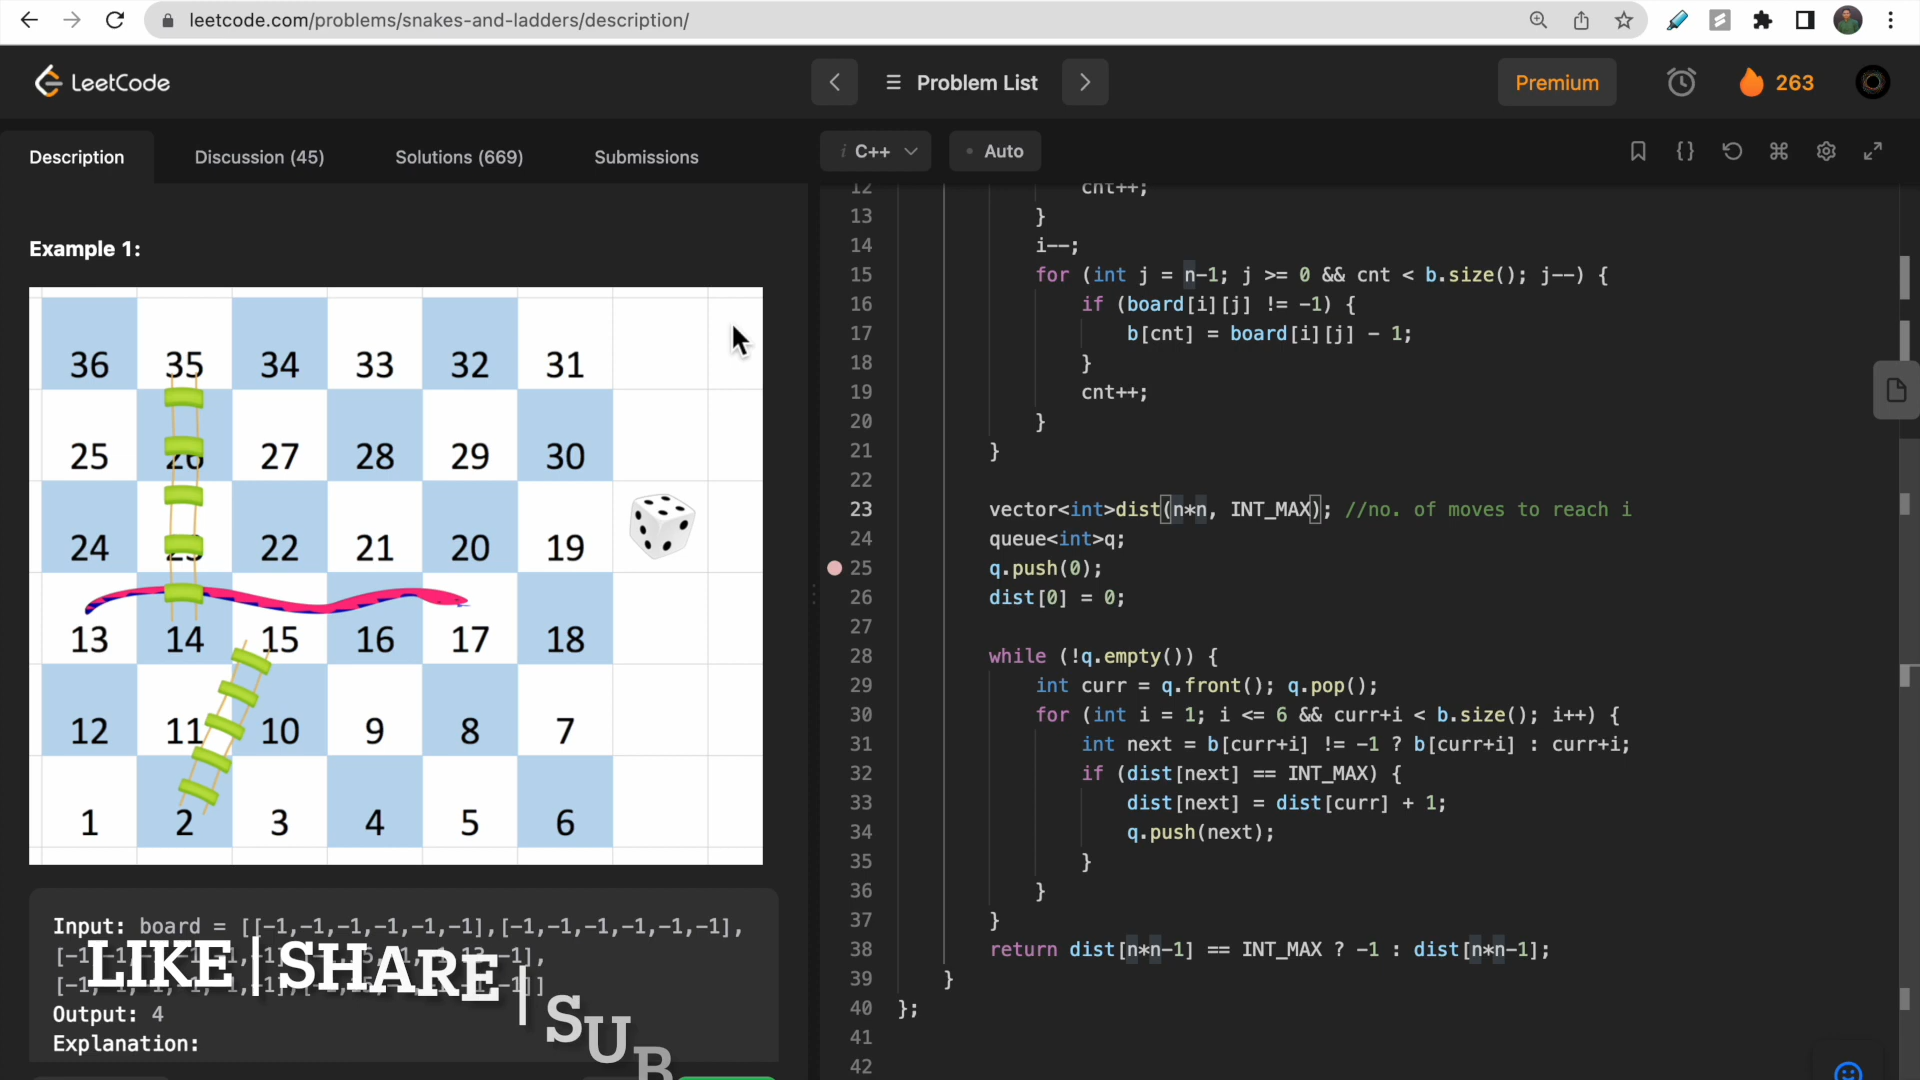 leetcode.com/problems/snakes-and-ladders/description/
LeetCode
Problem List
Premium
263
Description
Discussion (45)
Solutions (669)
Submissions
i C++
Auto
Example 1:
36 35 34 33 32 31
25 26 27 28 29 30
24 23 22 21 20 19
13 14 15 16 17 18
12 11 10 9 8 7
1 2 3 4 5 6
Input: board = [[-1,-1,-1,-1,-1,-1],[-1,-1,-1,-1,-1,-1],
LIKE | SHARE | SUB
Output: 4
Explanation:
12 cnt++;
13 }
14 i--;
15 for (int j = n-1; j >= 0 && cnt < b.size(); j--) {
16 if (board[i][j] != -1) {
17 b[cnt] = board[i][j] - 1;
18 }
19 cnt++;
20 }
21 }
22
23 vector<int>dist(n*n, INT_MAX); //no. of moves to reach i
24 queue<int>q;
25 q.push(0);
26 dist[0] = 0;
27
28 while (!q.empty()) {
29 int curr = q.front(); q.pop();
30 for (int i = 1; i <= 6 && curr+i < b.size(); i++) {
31 int next = b[curr+i] != -1 ? b[curr+i] : curr+i;
32 if (dist[next] == INT_MAX) {
33 dist[next] = dist[curr] + 1;
34 q.push(next);
35 }
36 }
37 }
38 return dist[n*n-1] == INT_MAX ? -1 : dist[n*n-1];
39 }
40 };
41
42